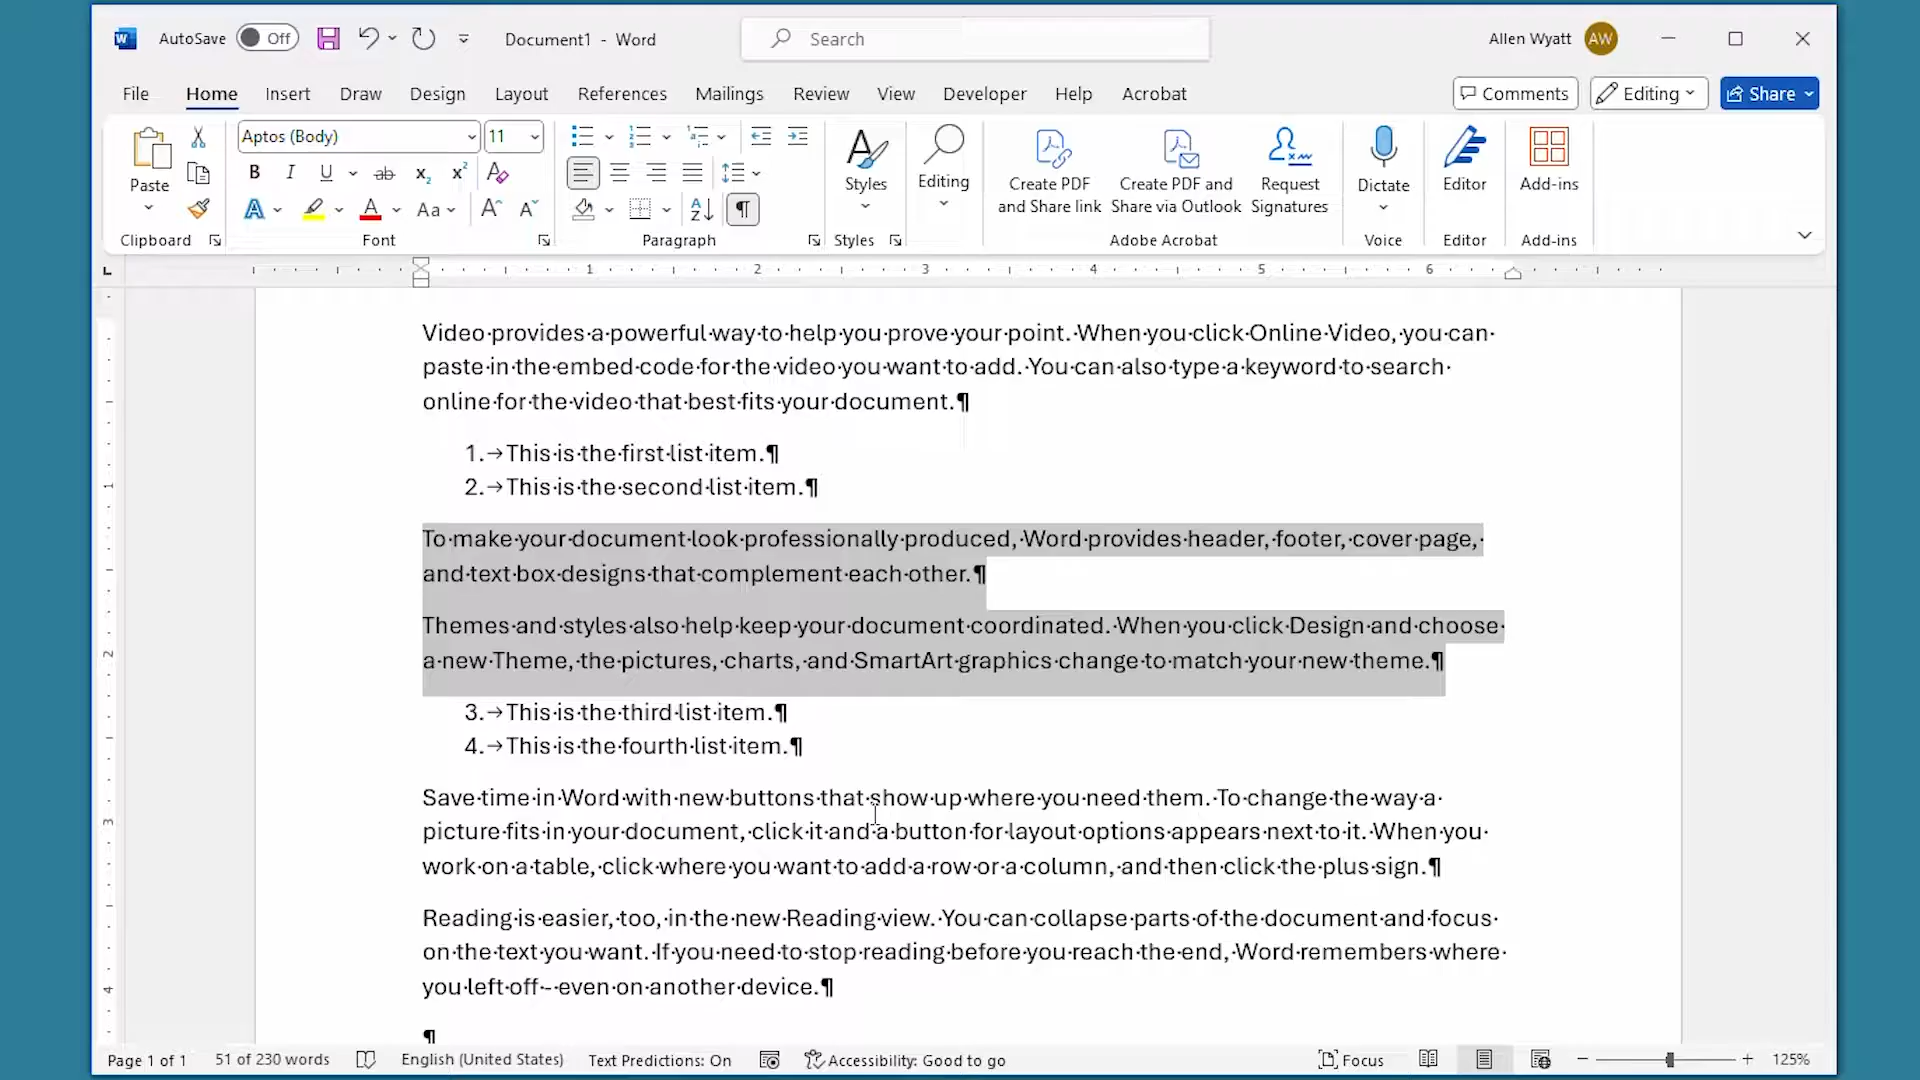 AutoSave Off Document1 - Word Search Allen Wyatt AW
File Home Insert Draw Design Layout References Mailings Review View Developer Help Acrobat Comments Editing Share
Aptos (Body) 11
Paste Styles Editing Create PDF and Share link Create PDF and Share via Outlook Request Signatures Dictate Editor Add-ins
Clipboard Font Paragraph Styles Adobe Acrobat Voice Editor Add-ins
1 2 3 4 5 6
Video·provides·a·powerful·way·to·help·you·prove·your·point.·When·you·click·Online·Video,·you·can·
paste·in·the·embed·code·for·the·video·you·want·to·add.·You·can·also·type·a·keyword·to·search·
online·for·the·video·that·best·fits·your·document.¶
1.→This·is·the·first·list·item.¶
2.→This·is·the·second·list·item.¶
To·make·your·document·look·professionally·produced,·Word·provides·header,·footer,·cover·page,·
and·text·box·designs·that·complement·each·other.¶
Themes·and·styles·also·help·keep·your·document·coordinated.·When·you·click·Design·and·choose·
a·new·Theme,·the·pictures,·charts,·and·SmartArt·graphics·change·to·match·your·new·theme.¶
3.→This·is·the·third·list·item.¶
4.→This·is·the·fourth·list·item.¶
Save·time·in·Word·with·new·buttons·that·show·up·where·you·need·them.·To·change·the·way·a·
picture·fits·in·your·document,·click·it·and·a·button·for·layout·options·appears·next·to·it.·When·you·
work·on·a·table,·click·where·you·want·to·add·a·row·or·a·column,·and·then·click·the·plus·sign.¶
Reading·is·easier,·too,·in·the·new·Reading·view.·You·can·collapse·parts·of·the·document·and·focus·
on·the·text·you·want.·If·you·need·to·stop·reading·before·you·reach·the·end,·Word·remembers·where·
you·left·off·-·even·on·another·device.¶
¶
1
2
3
4
Page 1 of 1 51 of 230 words English (United States) Text Predictions: On Accessibility: Good to go Focus 125%